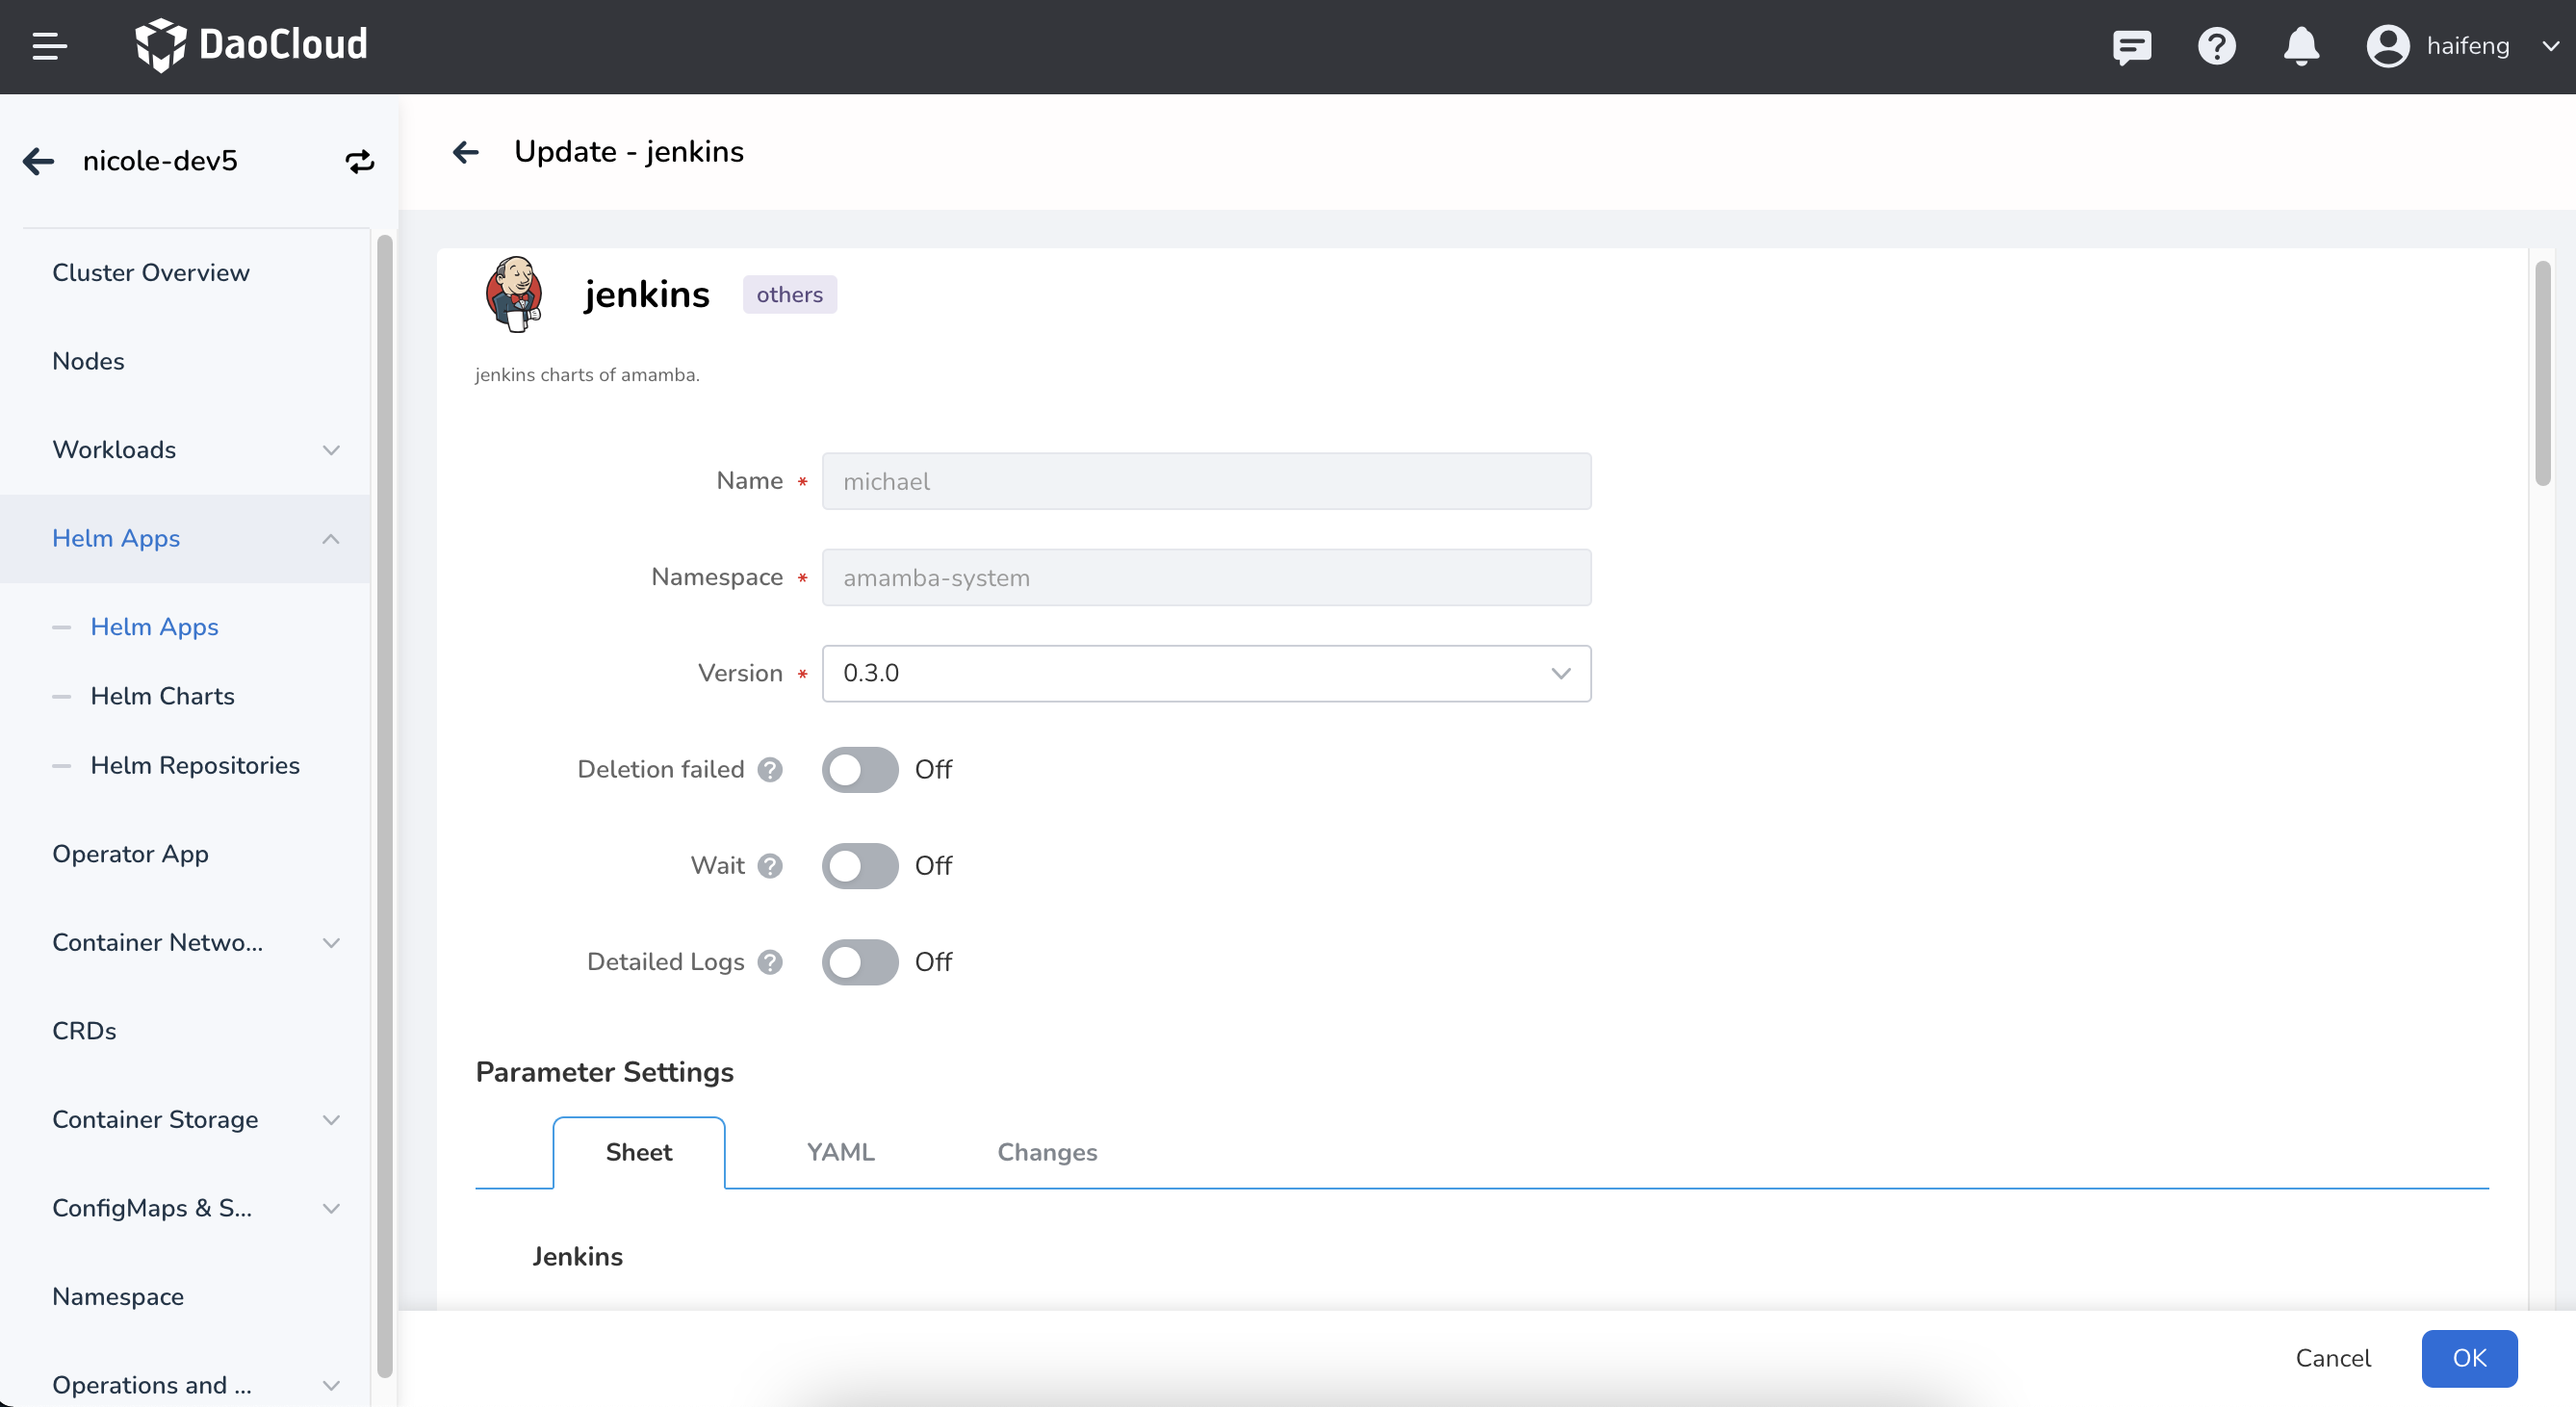 DaoCloud
haifeng
nicole-dev5
Cluster Overview
Nodes
Workloads
Helm Apps
Helm Apps
Helm Charts
Helm Repositories
Operator App
Container Netwo...
CRDs
Container Storage
ConfigMaps & S...
Namespace
Operations and ...
Update - jenkins
jenkins others
jenkins charts of amamba.
Name * michael
Namespace * amamba-system
Version * 0.3.0
Deletion failed ? Off
Wait ? Off
Detailed Logs ? Off
Parameter Settings
Sheet YAML Changes
Jenkins
Cancel OK